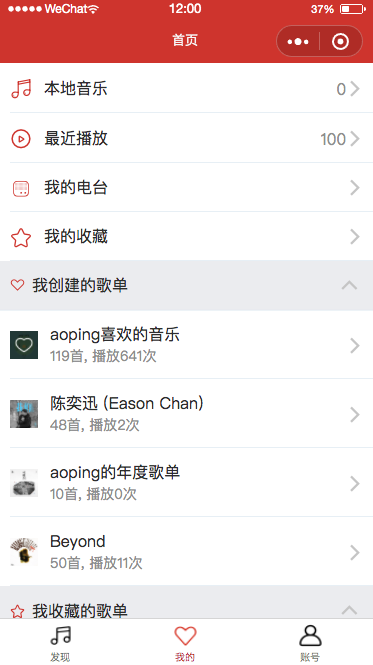 WeChat 12:00 37%
首页
本地音乐 0
最近播放 100
我的电台
我的收藏
我创建的歌单
aoping喜欢的音乐
119首, 播放641次
陈奕迅 (Eason Chan)
48首, 播放2次
aoping的年度歌单
10首, 播放0次
Beyond
50首, 播放11次
我收藏的歌单
发现 我的 账号